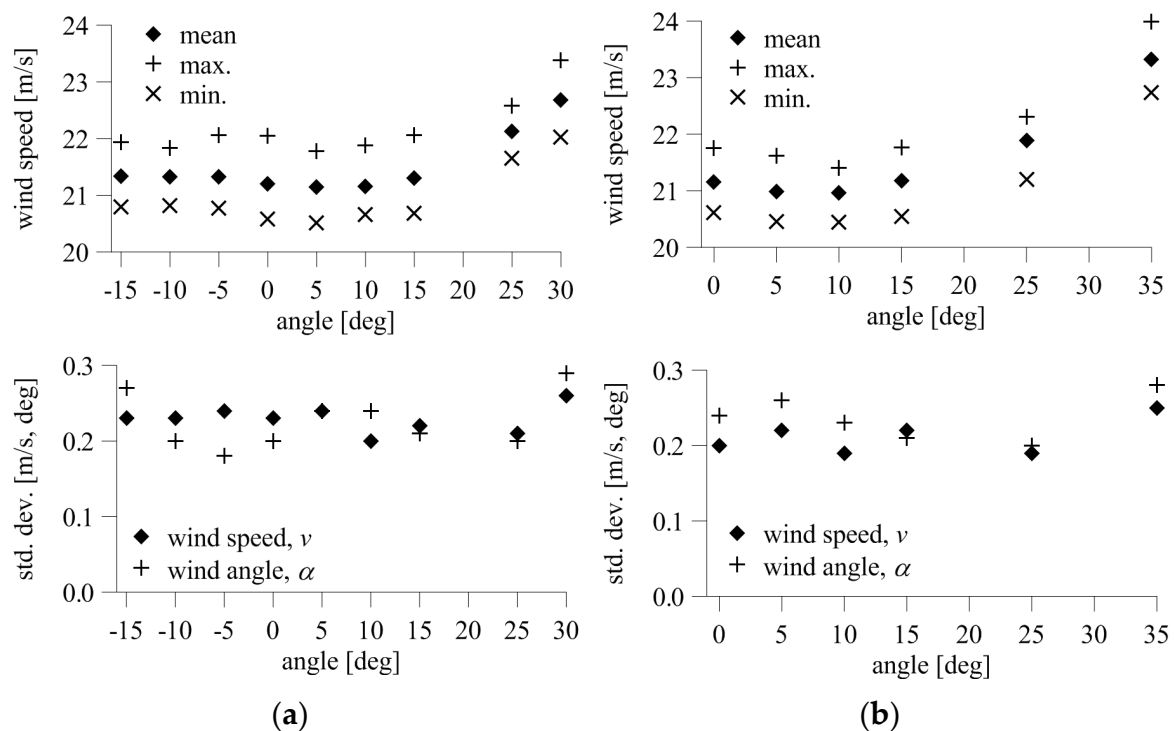 24
23
22
21
20
wind speed [m/s]
mean
max.
min.
-15 -10 -5 0 5 10 15 20 25 30
angle [deg]
24
23
22
21
20
wind speed [m/s]
mean
max.
min.
0 5 10 15 20 25 30 35
angle [deg]
0.3
0.2
0.1
0.0
std. dev. [m/s, deg]
wind speed, v
wind angle, α
-15 -10 -5 0 5 10 15 20 25 30
angle [deg]
(a)
0.3
0.2
0.1
0.0
std. dev. [m/s, deg]
wind speed, v
wind angle, α
0 5 10 15 20 25 30 35
angle [deg]
(b)